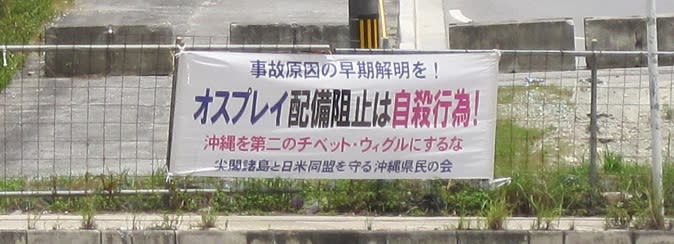 事故原因の早期解明を!
オスプレイ配備阻止は自殺行為!
沖縄を第二のチベット・ウィグルにするな
尖閣諸島と日米同盟を守る沖縄県民の会